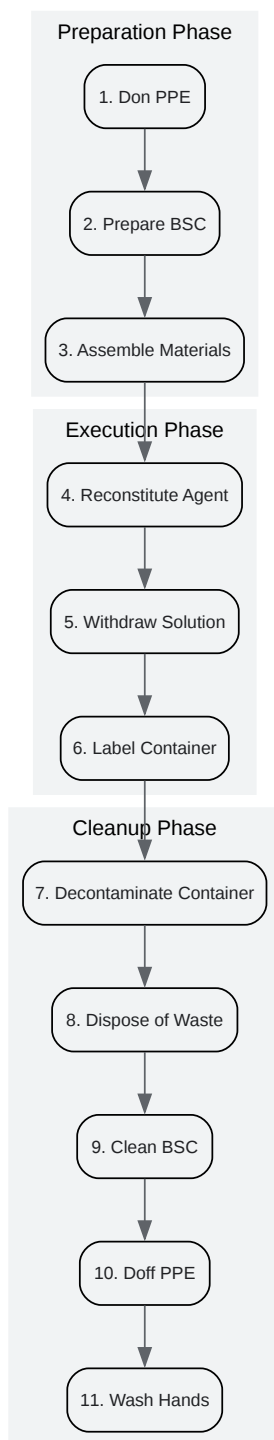 Preparation Phase
1. Don PPE
2. Prepare BSC
3. Assemble Materials
Execution Phase
4. Reconstitute Agent
5. Withdraw Solution
6. Label Container
Cleanup Phase
7. Decontaminate Container
8. Dispose of Waste
9. Clean BSC
10. Doff PPE
11. Wash Hands